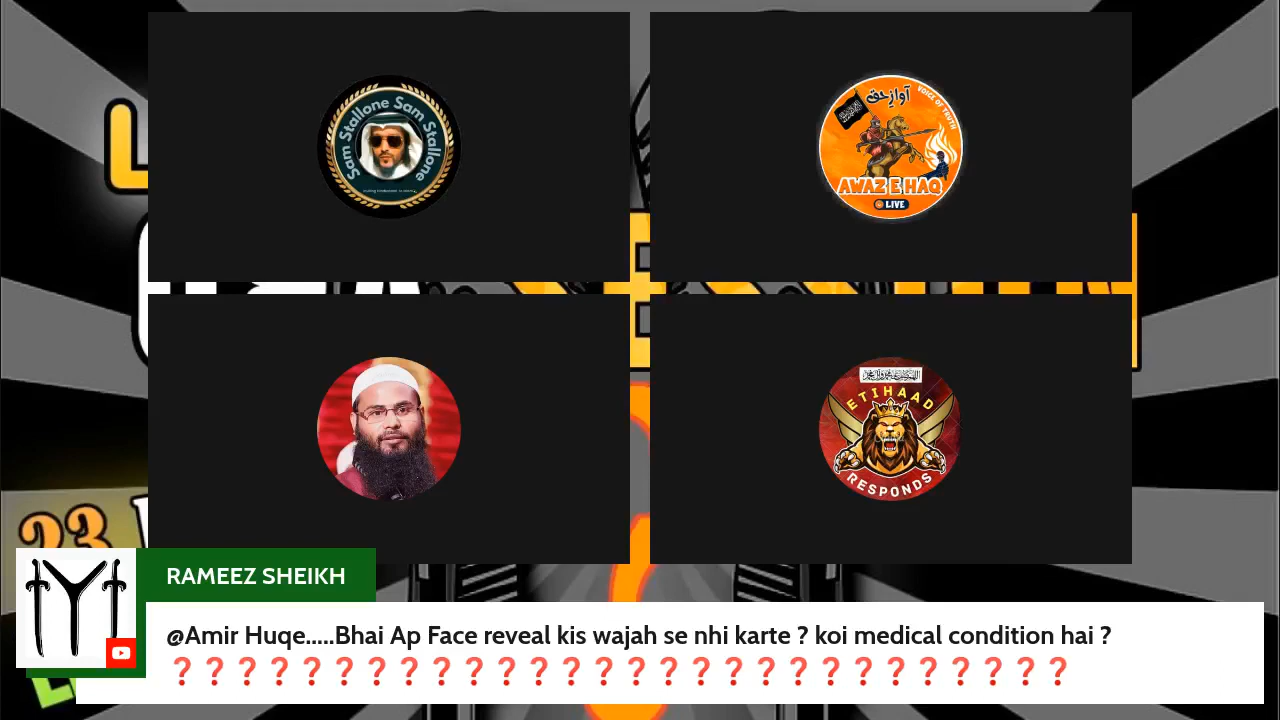 Sam Stallone Sam Stallone
آوازِ حق
VOICE OF TRUTH
AWAZ E HAQ
LIVE
ETIHAAD
RESPONDS
23
RAMEEZ SHEIKH
@Amir Huqe.....Bhai Ap Face reveal kis wajah se nhi karte ? koi medical condition hai ?
❓❓❓❓❓❓❓❓❓❓❓❓❓❓❓❓❓❓❓❓❓❓❓❓❓❓❓❓